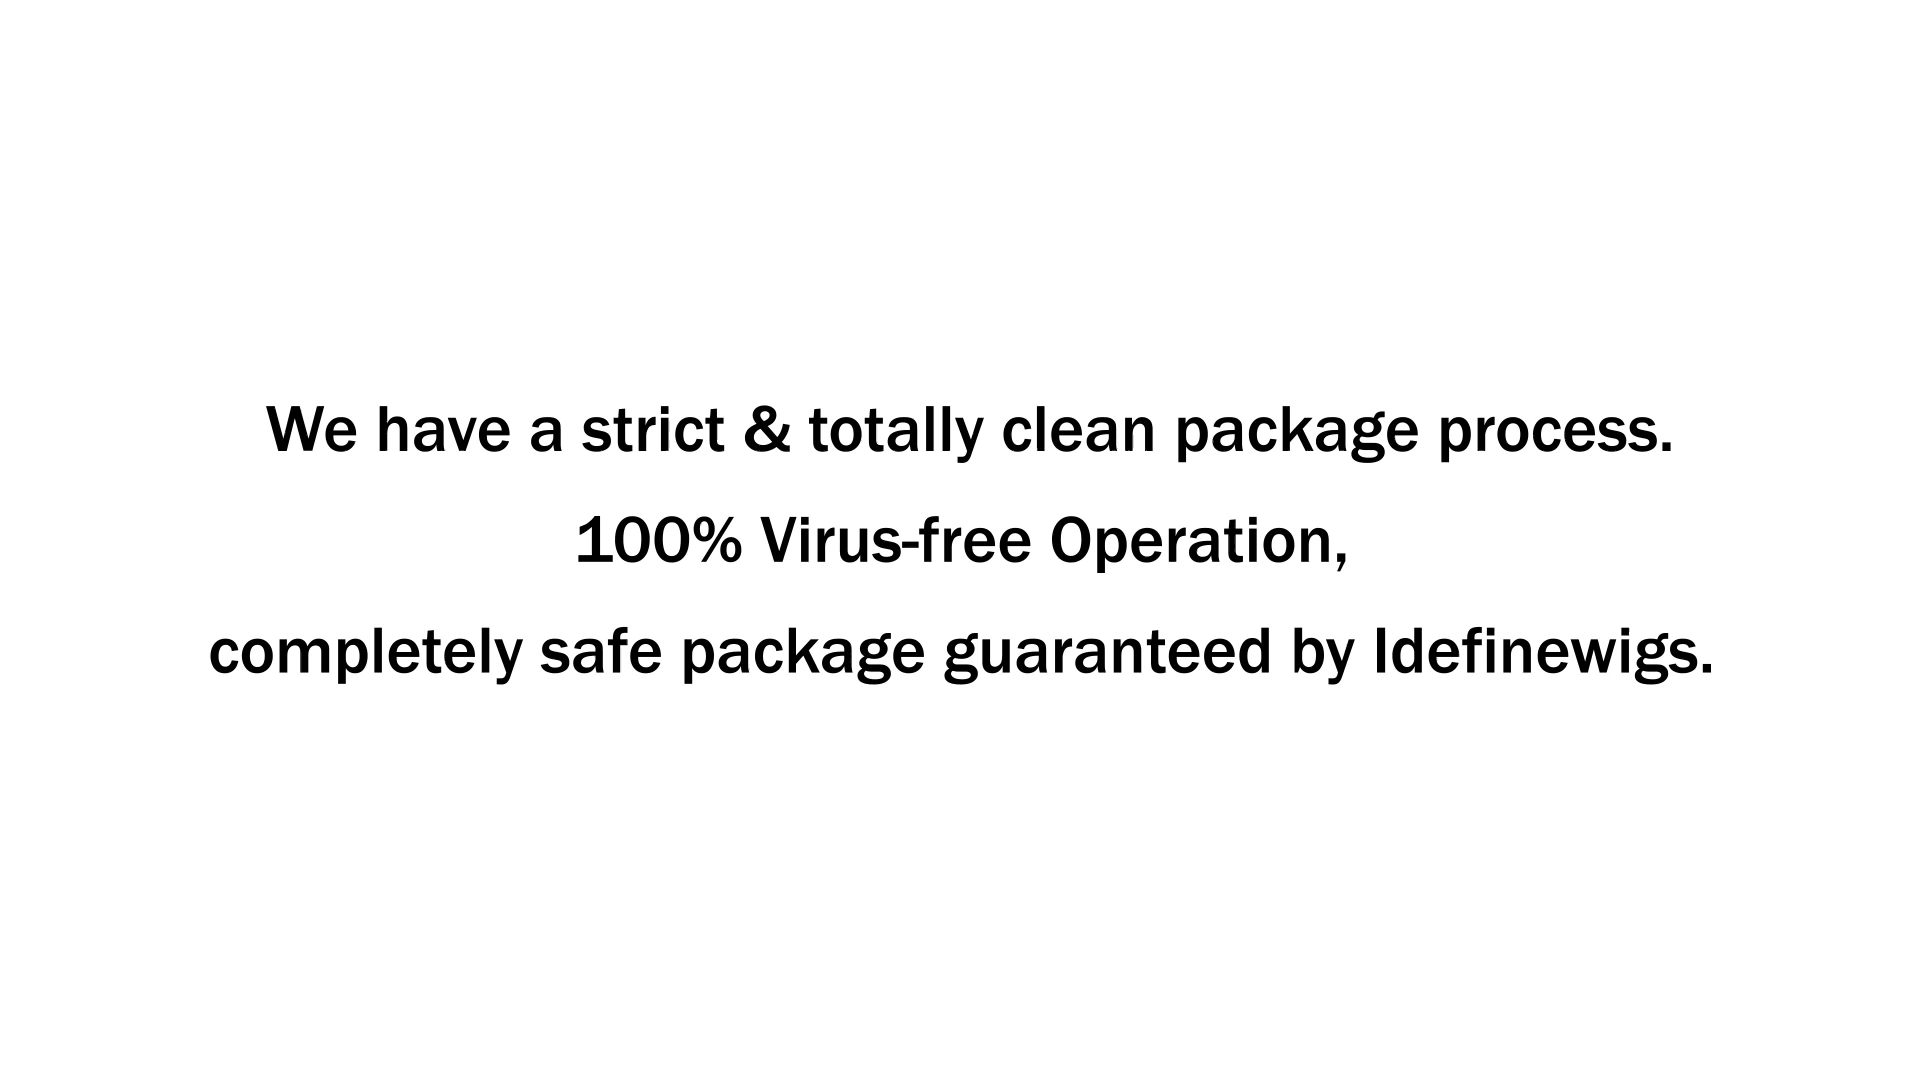 We have a strict & totally clean package process.
100% Virus-free Operation,
completely safe package guaranteed by Idefinewigs.